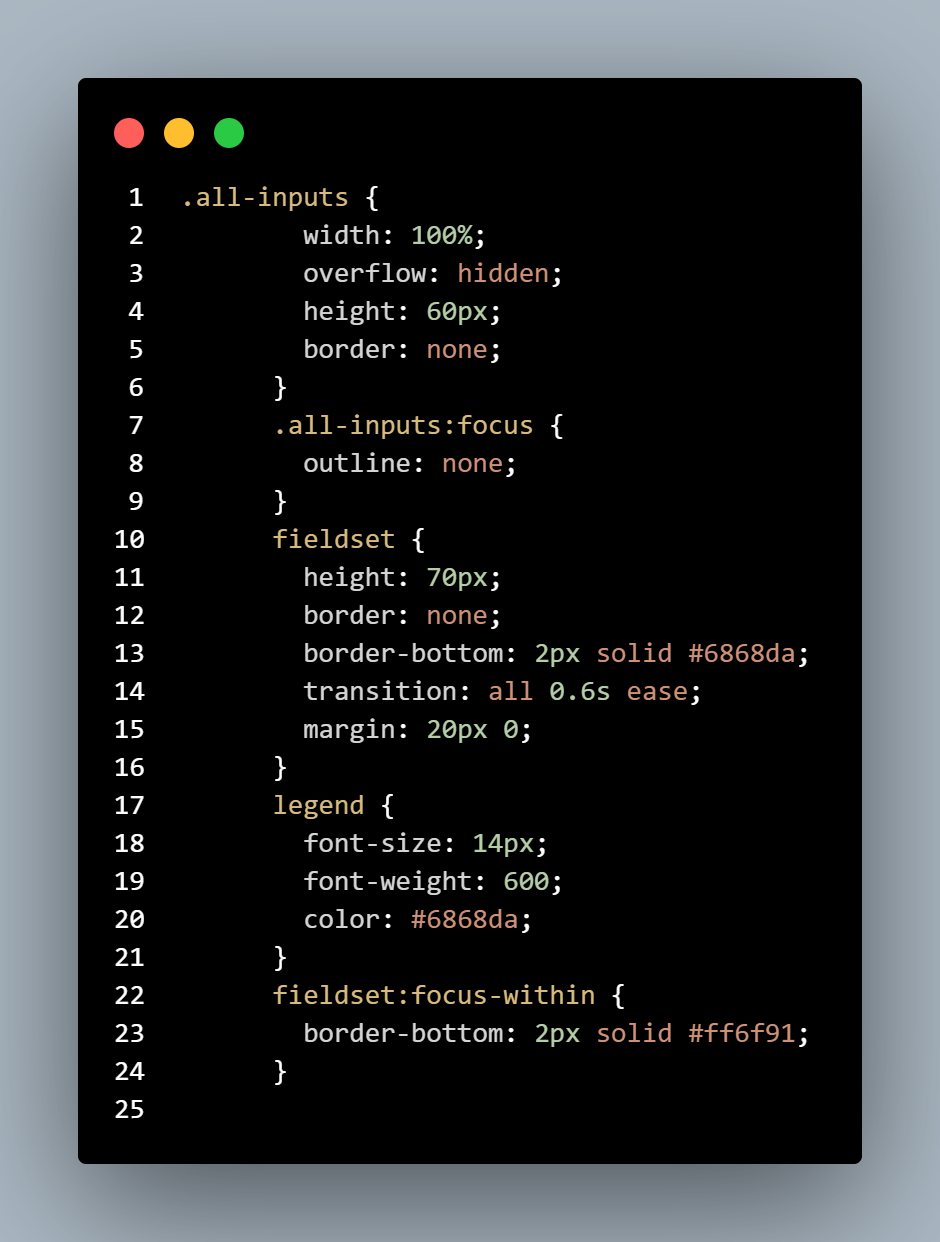 1 .all-inputs {
2         width: 100%;
3         overflow: hidden;
4         height: 60px;
5         border: none;
6       }
7       .all-inputs:focus {
8         outline: none;
9       }
10       fieldset {
11         height: 70px;
12         border: none;
13         border-bottom: 2px solid #6868da;
14         transition: all 0.6s ease;
15         margin: 20px 0;
16       }
17       legend {
18         font-size: 14px;
19         font-weight: 600;
20         color: #6868da;
21       }
22       fieldset:focus-within {
23         border-bottom: 2px solid #ff6f91;
24       }
25